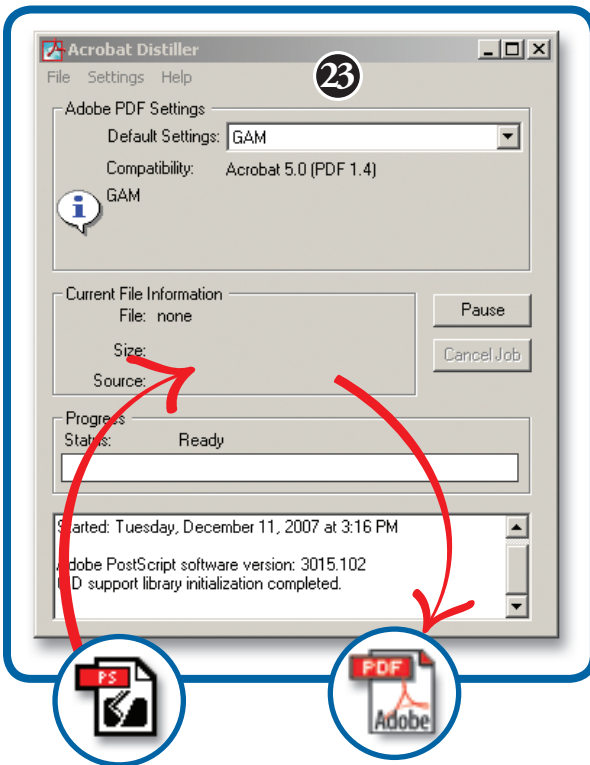 Acrobat Distiller
23
File Settings Help
Adobe PDF Settings
Default Settings: GAM
Compatibility: Acrobat 5.0 (PDF 1.4)
GAM
Current File Information
File: none
Pause
Size:
Cancel Job
Source:
Progress
Status: Ready
Started: Tuesday, December 11, 2007 at 3:16 PM
Adobe PostScript software version: 3015.102
CID support library initialization completed.
PS
PDF
Adobe